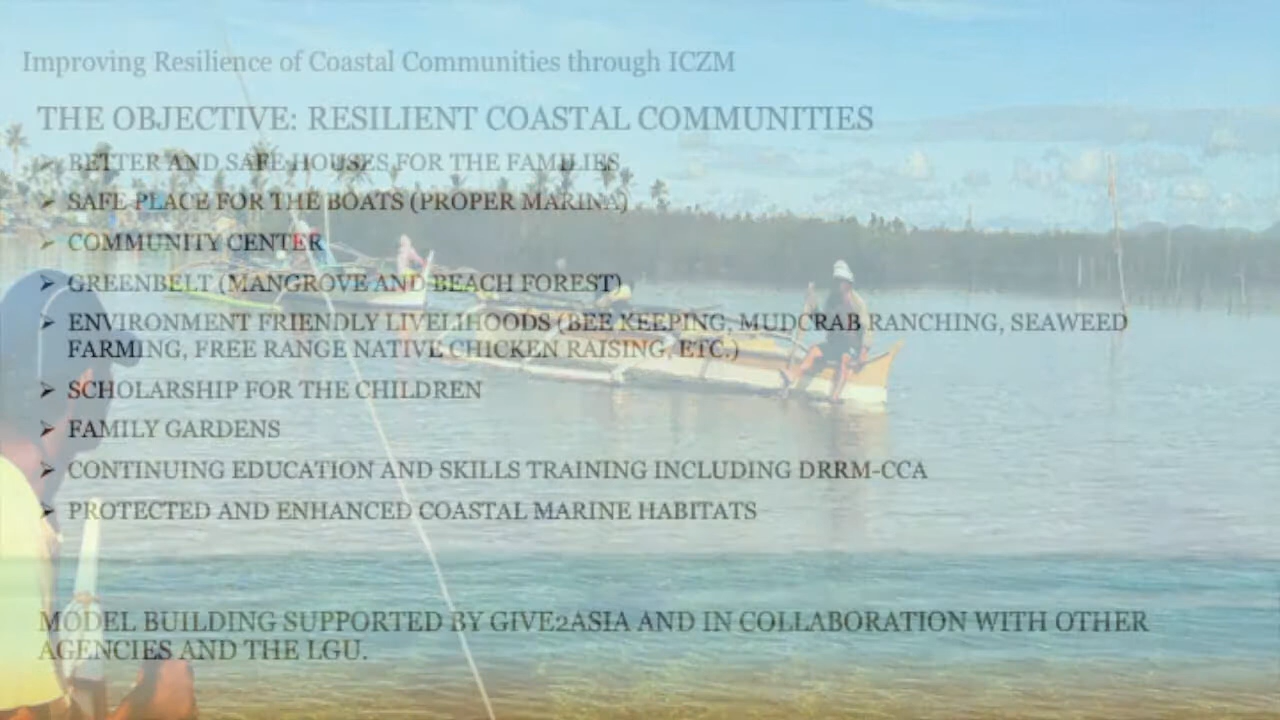 Improving Resilience of Coastal Communities through ICZM
THE OBJECTIVE: RESILIENT COASTAL COMMUNITIES
➢ BETTER AND SAFE HOUSES FOR THE FAMILIES
➢ SAFE PLACE FOR THE BOATS (PROPER MARINA)
➢ COMMUNITY CENTER
➢ GREENBELT (MANGROVE AND BEACH FOREST)
➢ ENVIRONMENT FRIENDLY LIVELIHOODS (BEE KEEPING, MUDCRAB RANCHING, SEAWEED
FARMING, FREE RANGE NATIVE CHICKEN RAISING, ETC.)
➢ SCHOLARSHIP FOR THE CHILDREN
➢ FAMILY GARDENS
➢ CONTINUING EDUCATION AND SKILLS TRAINING INCLUDING DRRM-CCA
➢ PROTECTED AND ENHANCED COASTAL MARINE HABITATS
MODEL BUILDING SUPPORTED BY GIVE2ASIA AND IN COLLABORATION WITH OTHER
AGENCIES AND THE LGU.